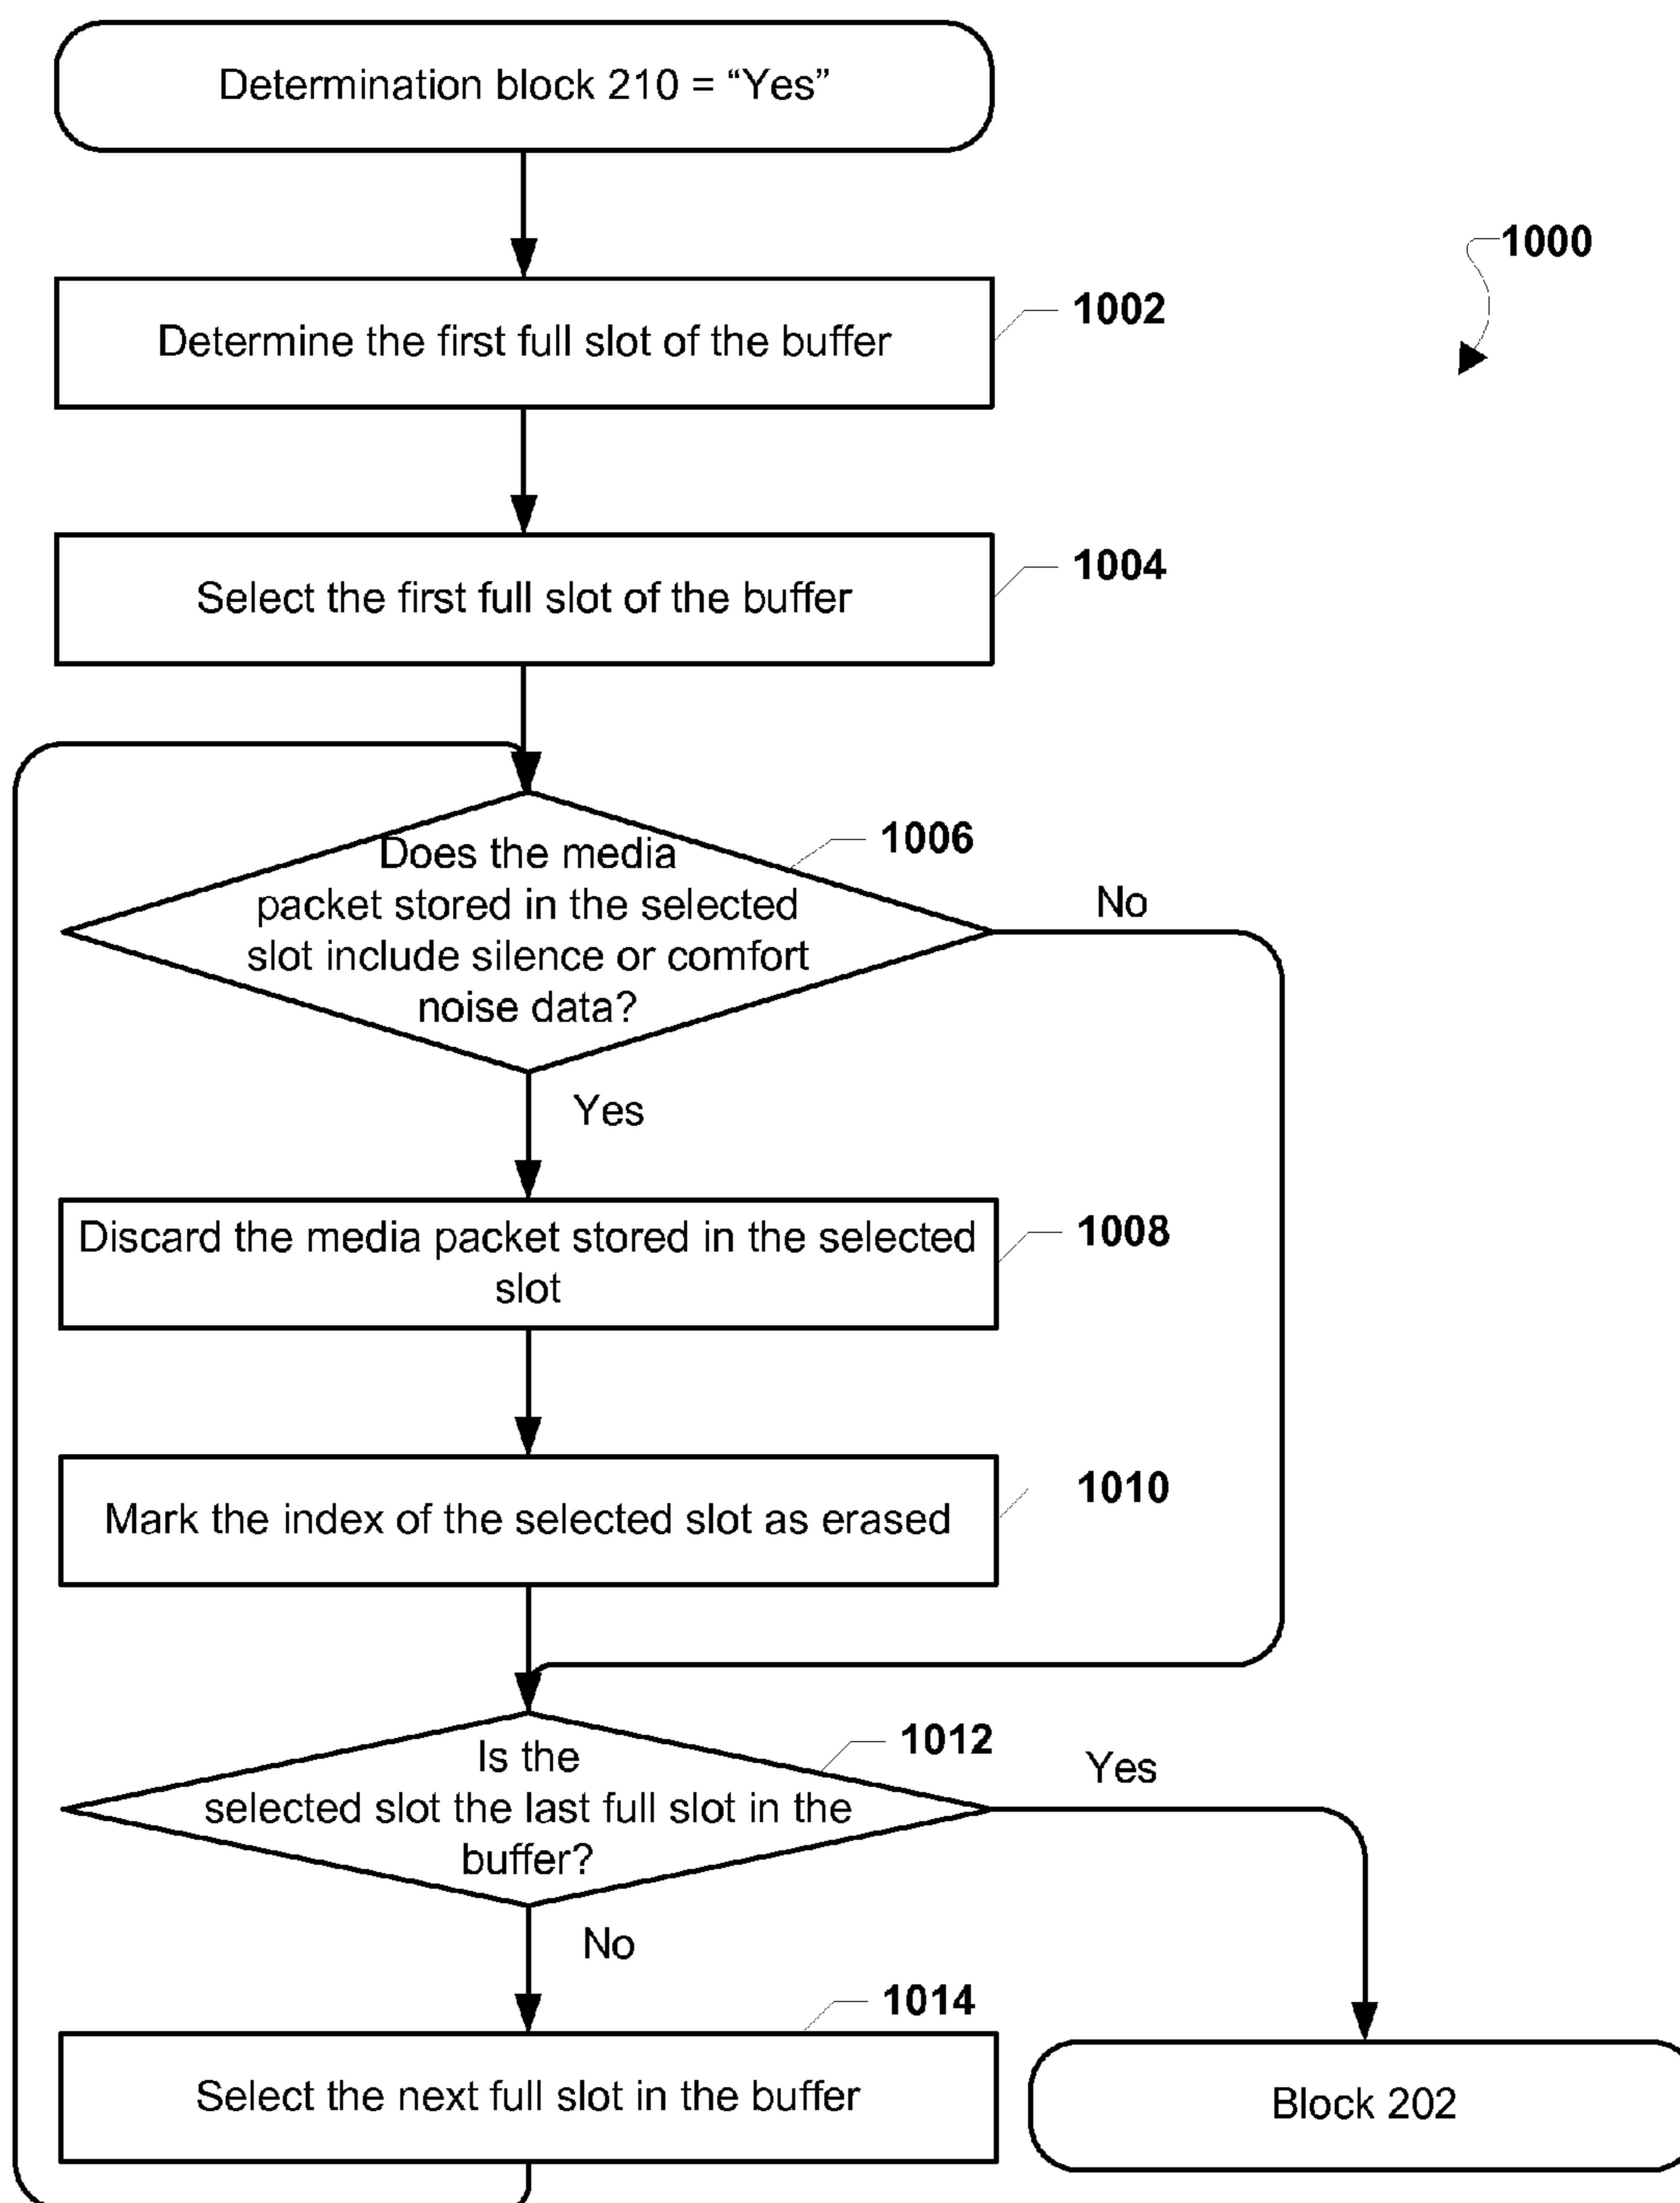 Determination block 210 = “Yes”
1000
1002
Determine the first full slot of the buffer
1004
Select the first full slot of the buffer
1006
Does the media
packet stored in the selected
slot include silence or comfort
noise data?
No
Yes
1008
Discard the media packet stored in the selected
slot
1010
Mark the index of the selected slot as erased
1012
Is the
selected slot the last full slot in the
buffer?
Yes
No
1014
Select the next full slot in the buffer
Block 202